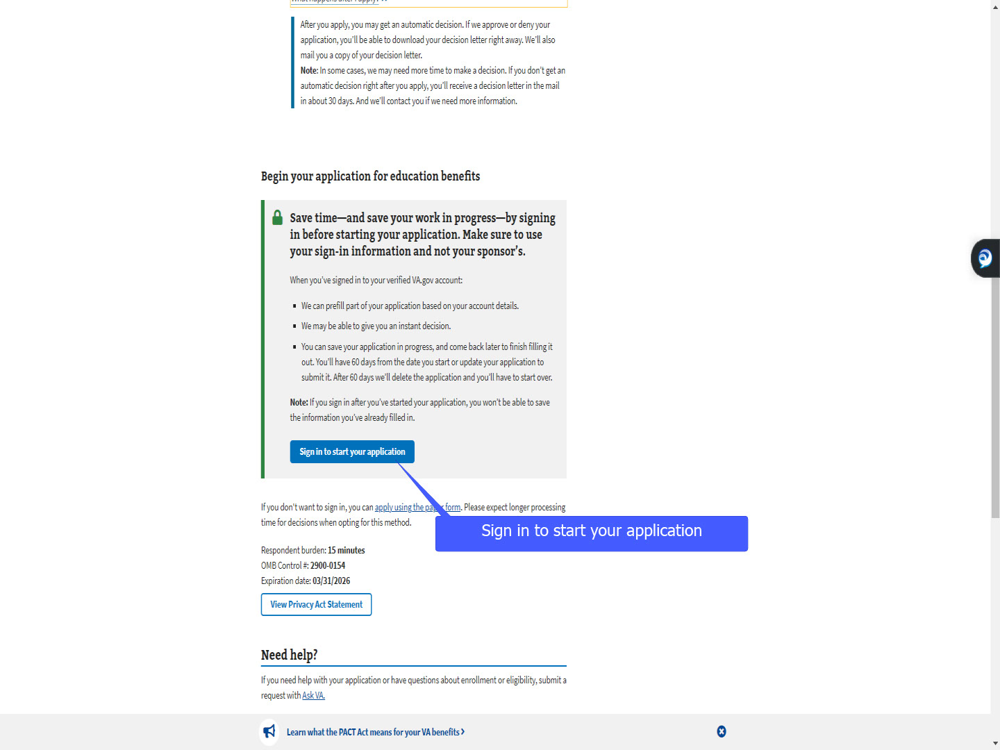 What happens after I apply?
After you apply, you may get an automatic decision. If we approve or deny your
application, you’ll be able to download your decision letter right away. We’ll also
mail you a copy of your decision letter.
Note: In some cases, we may need more time to make a decision. If you don’t get an
automatic decision right after you apply, you’ll receive a decision letter in the mail
in about 30 days. And we’ll contact you if we need more information.
Begin your application for education benefits
Save time—and save your work in progress—by signing
in before starting your application. Make sure to use
your sign-in information and not your sponsor’s.
When you’ve signed in to your verified VA.gov account:
We can prefill part of your application based on your account details.
We may be able to give you an instant decision.
You can save your application in progress, and come back later to finish filling it
out. You’ll have 60 days from the date you start or update your application to
submit it. After 60 days we’ll delete the application and you’ll have to start over.
Note: If you sign in after you’ve started your application, you won’t be able to save
the information you’ve already filled in.
Sign in to start your application
If you don't want to sign in, you can apply using the paper form. Please expect longer processing
time for decisions when opting for this method.
Sign in to start your application
Respondent burden: 15 minutes
OMB Control #: 2900-0154
Expiration date: 03/31/2026
View Privacy Act Statement
Need help?
If you need help with your application or have questions about enrollment or eligibility, submit a
request with Ask VA.
Learn what the PACT Act means for your VA benefits